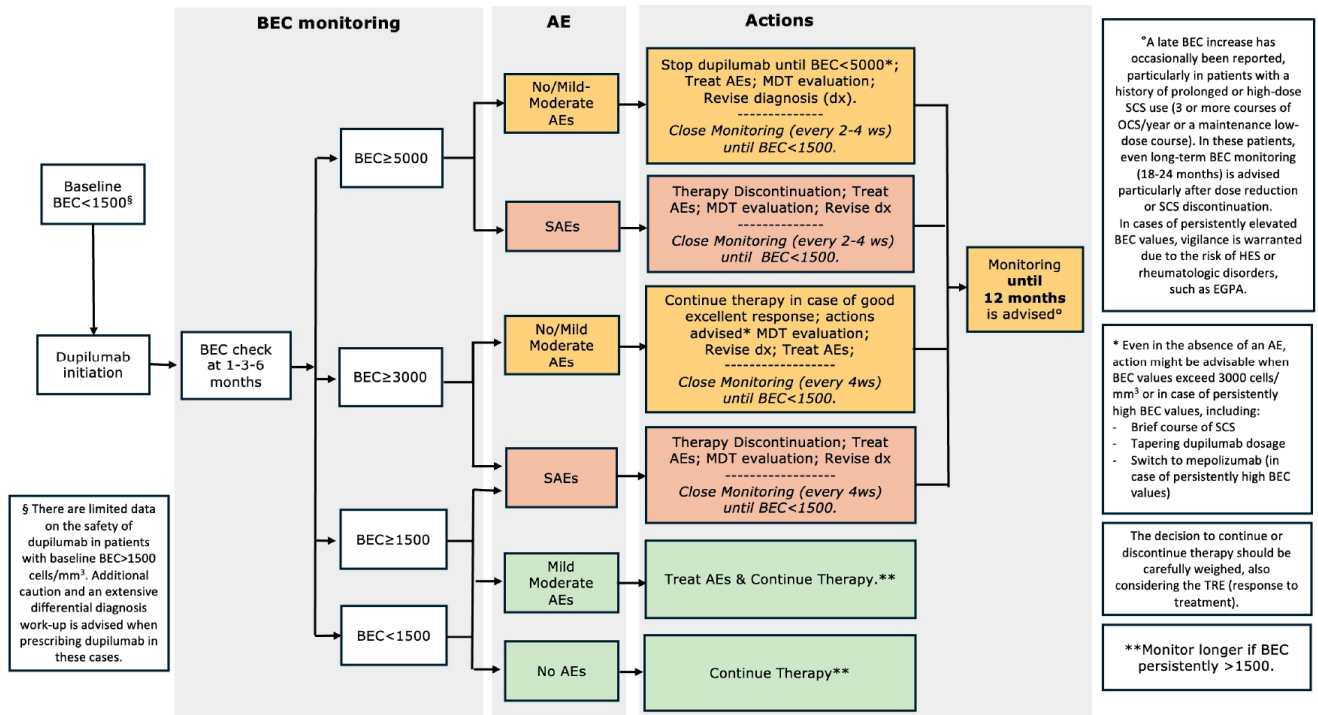 BEC monitoring
AE
Actions
Baseline
BEC<1500§
Dupilumab
initiation
§ There are limited data
on the safety of
dupilumab in patients
with baseline BEC>1500
cells/mm³. Additional
caution and an extensive
differential diagnosis
work-up is advised when
prescribing dupilumab in
these cases.
BEC check
at 1-3-6
months
BEC≥5000
BEC≥3000
BEC≥1500
BEC<1500
No/Mild-
Moderate
AEs
SAEs
No/Mild
Moderate
AEs
SAEs
Mild
Moderate
AEs
No AEs
Stop dupilumab until BEC<5000*;
Treat AEs; MDT evaluation;
Revise diagnosis (dx).
--------------
Close Monitoring (every 2-4 ws)
until BEC<1500.
Therapy Discontinuation; Treat
AEs; MDT evaluation; Revise dx
--------------
Close Monitoring (every 2-4 ws)
until BEC<1500.
Continue therapy in case of good
excellent response; actions
advised* MDT evaluation;
Revise dx; Treat AEs;
-----------------
Close Monitoring (every 4ws)
until BEC<1500.
Therapy Discontinuation; Treat
AEs; MDT evaluation; Revise dx
--------------
Close Monitoring (every 4ws)
until BEC<1500.
Treat AEs & Continue Therapy.**
Continue Therapy**
Monitoring
until
12 months
is advised°
°A late BEC increase has
occasionally been reported,
particularly in patients with a
history of prolonged or high-dose
SCS use (3 or more courses of
OCS/year or a maintenance low-
dose course). In these patients,
even long-term BEC monitoring
(18-24 months) is advised
particularly after dose reduction
or SCS discontinuation.
In cases of persistently elevated
BEC values, vigilance is warranted
due to the risk of HES or
rheumatologic disorders,
such as EGPA.
* Even in the absence of an AE,
action might be advisable when
BEC values exceed 3000 cells/
mm³ or in case of persistently
high BEC values, including:
- Brief course of SCS
- Tapering dupilumab dosage
- Switch to mepolizumab (in
case of persistently high BEC
values)
The decision to continue or
discontinue therapy should be
carefully weighed, also
considering the TRE (response to
treatment).
**Monitor longer if BEC
persistently >1500.